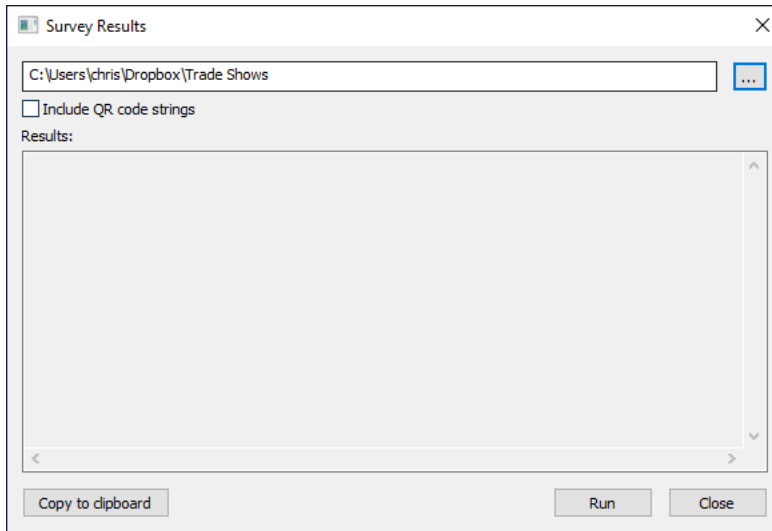 Survey Results
C:\Users\chris\Dropbox\Trade Shows
...
Include QR code strings
Results:
Copy to clipboard
Run
Close